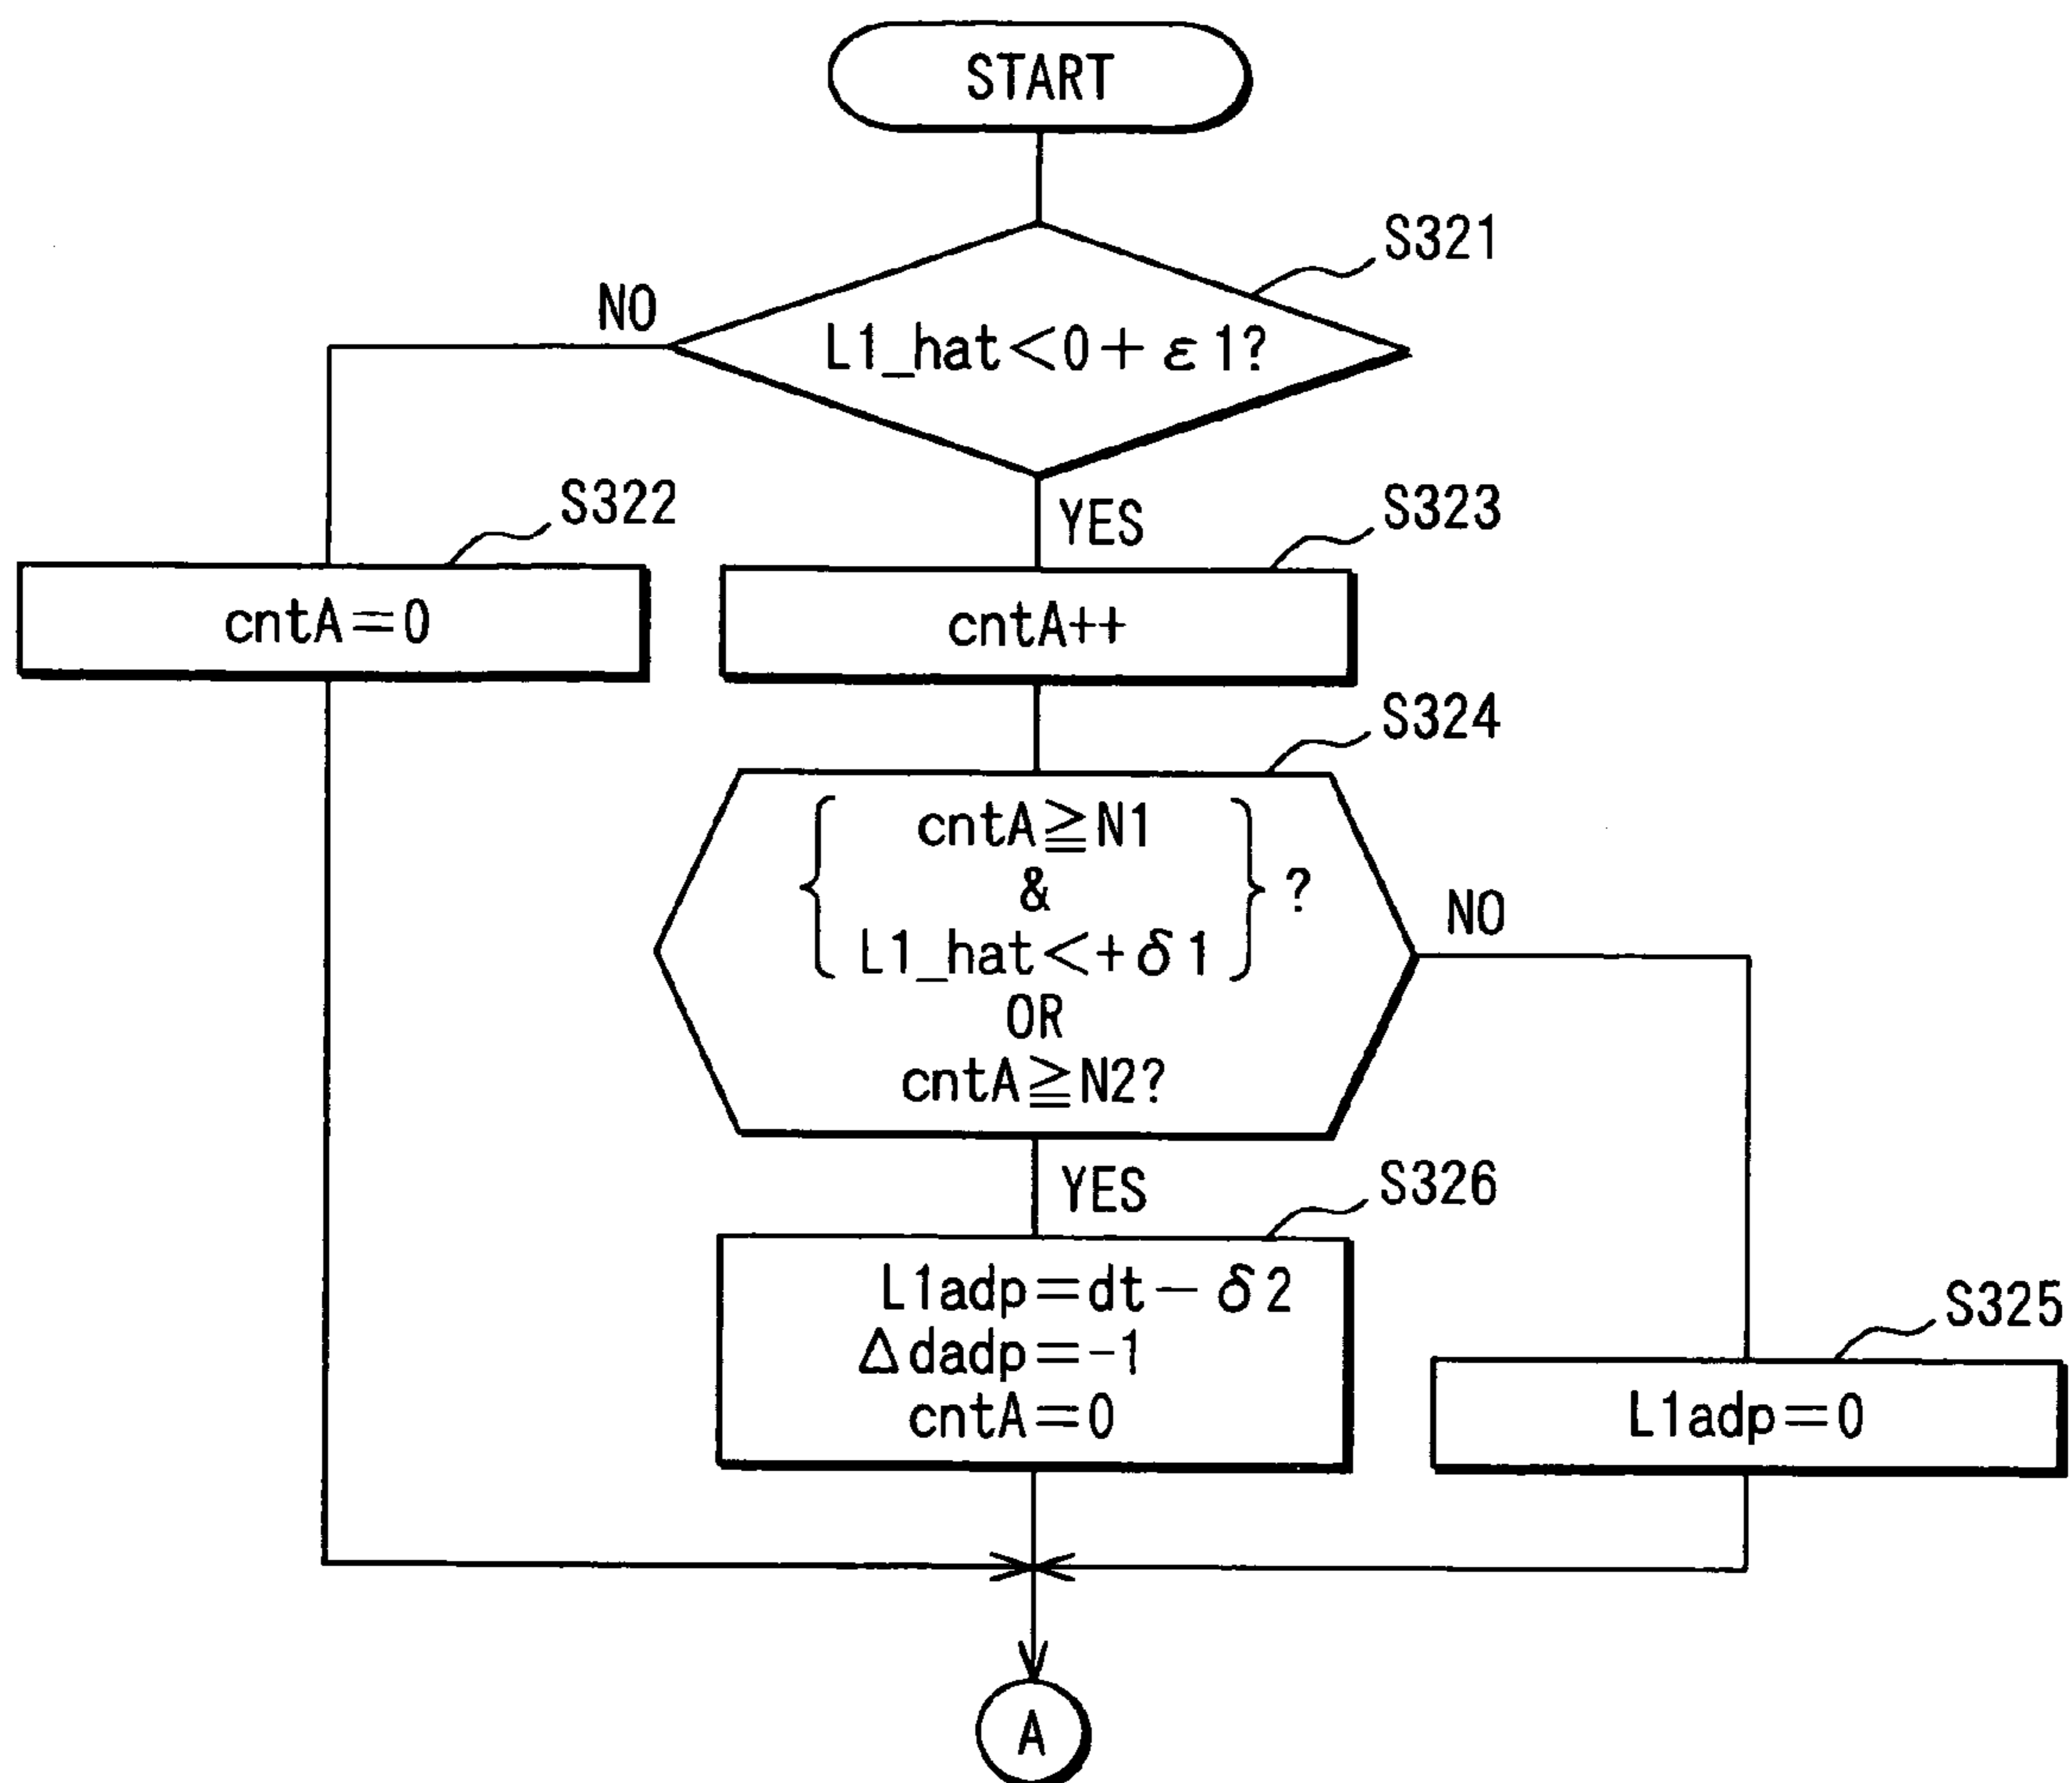 START
S321
NO
L1_hat<0+ε1?
S322
YES
S323
cntA=0
cntA++
S324
cntA≧N1
&
?
NO
L1_hat<+δ1
OR
cntA≧N2?
YES
S326
L1adp=dt-δ2
S325
Δdadp=-1
cntA=0
L1adp=0
A